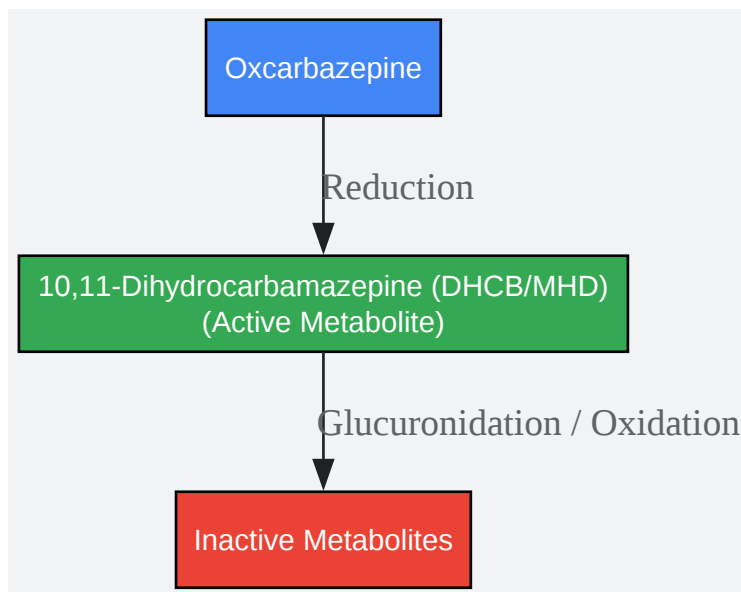 Oxcarbazepine
Reduction
10,11-Dihydrocarbamazepine (DHCB/MHD)
(Active Metabolite)
Glucuronidation / Oxidation
Inactive Metabolites